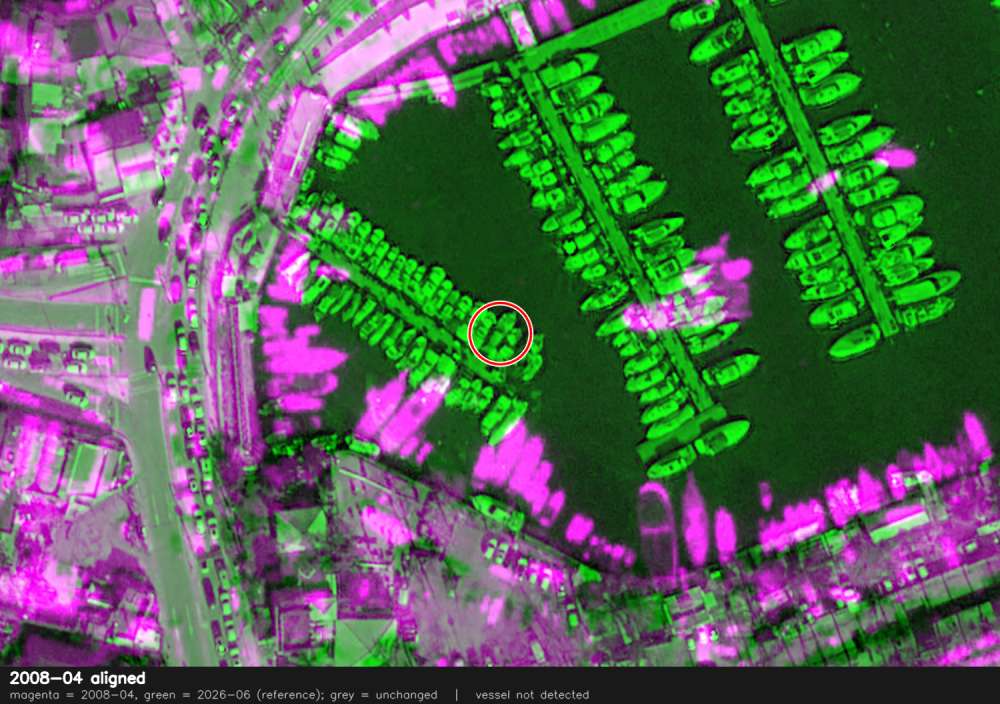 2008-04 aligned
magenta = 2008-04, green = 2026-06 (reference); grey = unchanged | vessel not detected